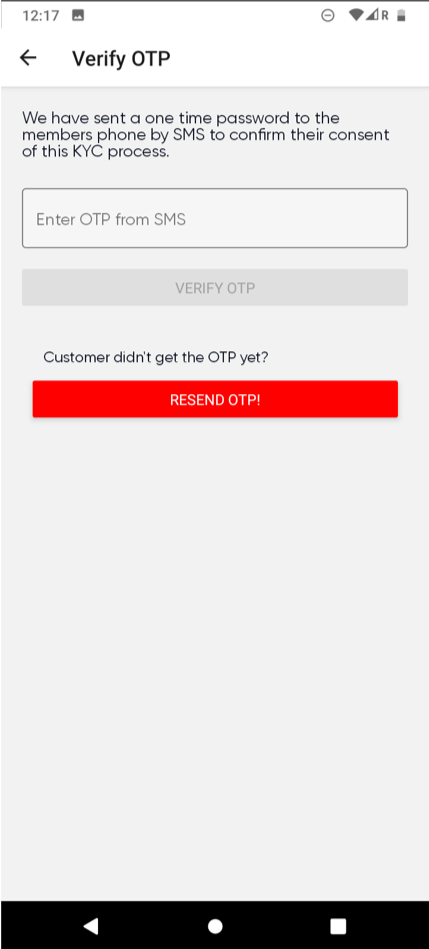 12:17
R
Verify OTP
We have sent a one time password to the
members phone by SMS to confirm their consent
of this KYC process.
Enter OTP from SMS
VERIFY OTP
Customer didn't get the OTP yet?
RESEND OTP!